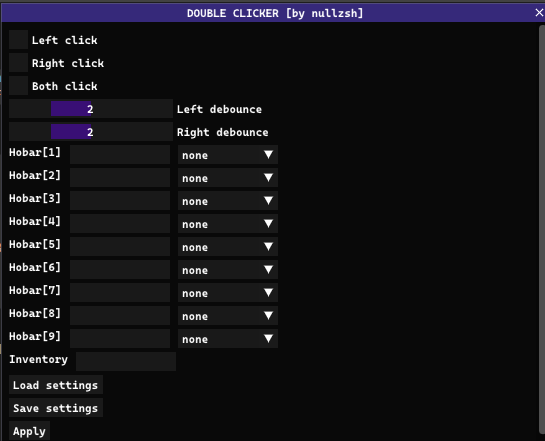 DOUBLE CLICKER [by nullzsh]
Left click
Right click
Both click
2 Left debounce
2 Right debounce
Hobar[1] none
Hobar[2] none
Hobar[3] none
Hobar[4] none
Hobar[5] none
Hobar[6] none
Hobar[7] none
Hobar[8] none
Hobar[9] none
Inventory
Load settings
Save settings
Apply